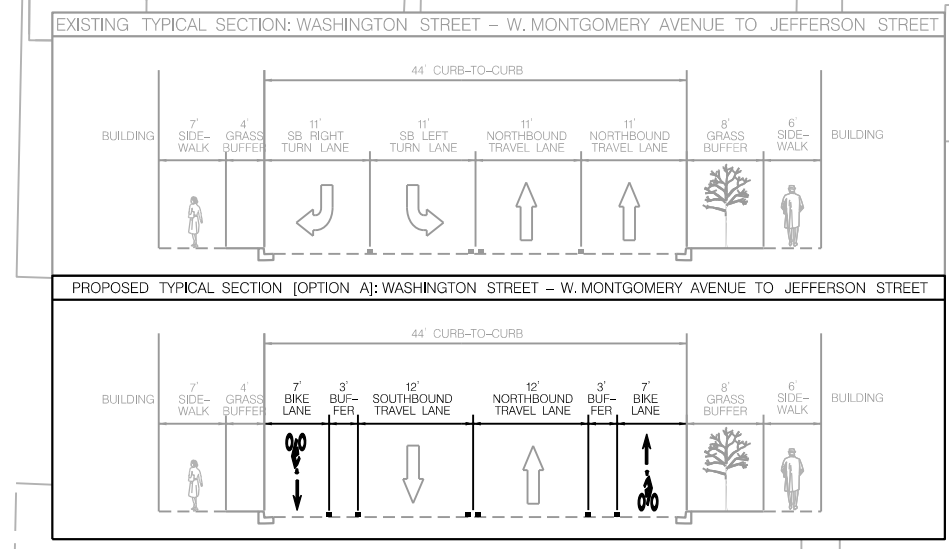 EXISTING TYPICAL SECTION: WASHINGTON STREET – W. MONTGOMERY AVENUE TO JEFFERSON STREET
44' CURB-TO-CURB
BUILDING
7'
SIDE-
WALK
4'
GRASS
BUFFER
11'
SB RIGHT
TURN LANE
11'
SB LEFT
TURN LANE
11'
NORTHBOUND
TRAVEL LANE
11'
NORTHBOUND
TRAVEL LANE
8'
GRASS
BUFFER
6'
SIDE-
WALK
BUILDING
PROPOSED TYPICAL SECTION [OPTION A]: WASHINGTON STREET – W. MONTGOMERY AVENUE TO JEFFERSON STREET
44' CURB-TO-CURB
BUILDING
7'
SIDE-
WALK
4'
GRASS
BUFFER
7'
BIKE
LANE
3'
BUF-
FER
12'
SOUTHBOUND
TRAVEL LANE
12'
NORTHBOUND
TRAVEL LANE
3'
BUF-
FER
7'
BIKE
LANE
8'
GRASS
BUFFER
6'
SIDE-
WALK
BUILDING